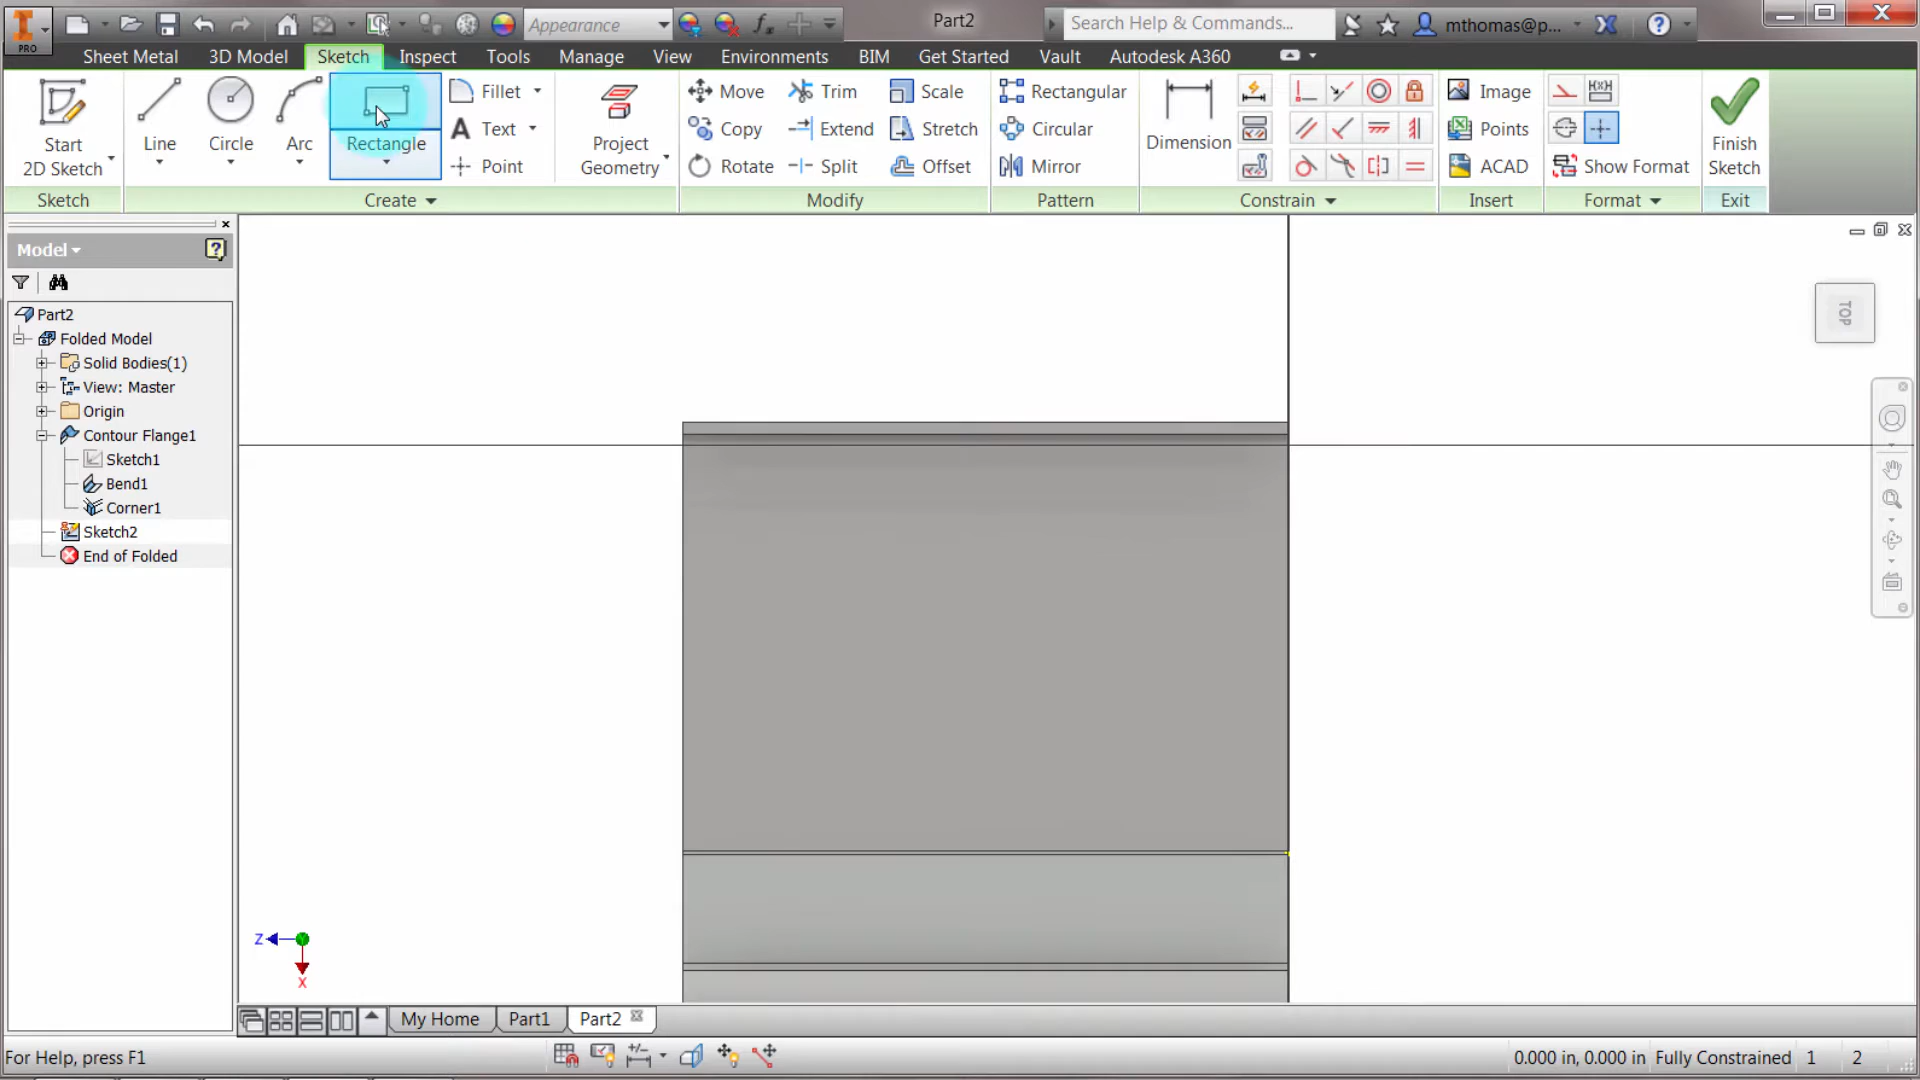 PRO
Appearance
Part2
Search Help & Commands...
mthomas@p...
Sheet Metal
3D Model
Sketch
Inspect
Tools
Manage
View
Environments
BIM
Get Started
Vault
Autodesk A360
Start
2D Sketch
Line
Circle
Arc
Rectangle
Fillet
Text
Point
Project
Geometry
Move
Copy
Rotate
Trim
Extend
Split
Scale
Stretch
Offset
Rectangular
Circular
Mirror
Dimension
Image
Points
ACAD
Show Format
Finish
Sketch
Sketch
Create
Modify
Pattern
Constrain
Insert
Format
Exit
Model
Part2
Folded Model
Solid Bodies(1)
View: Master
Origin
Contour Flange1
Sketch1
Bend1
Corner1
Sketch2
End of Folded
TOP
Z
X
My Home
Part1
Part2
For Help, press F1
0.000 in, 0.000 in
Fully Constrained
1
2